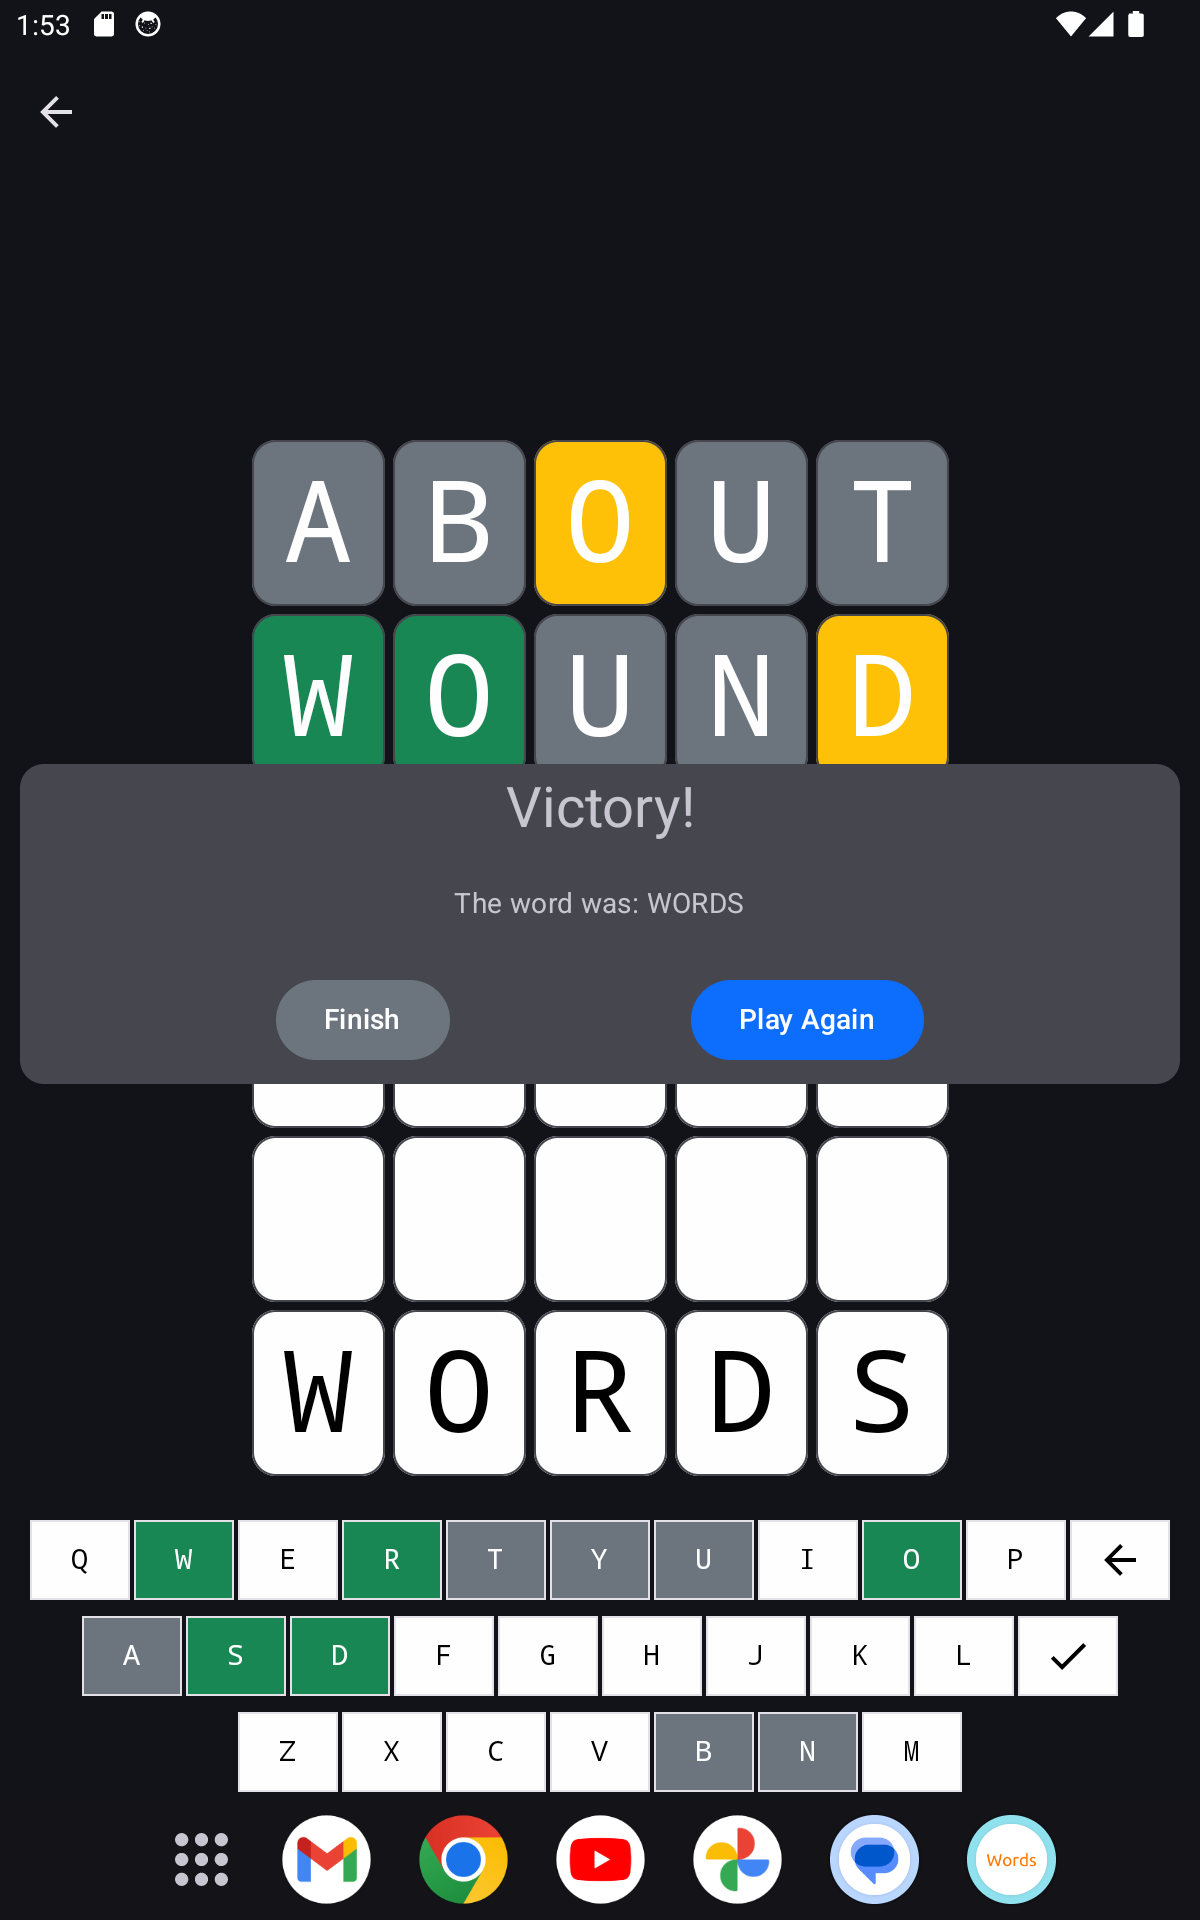 1:53
A B O U T
W O U N D
Victory!
The word was: WORDS
Finish Play Again
W O R D S
Q W E R T Y U I O P
A S D F G H J K L
Z X C V B N M
Words